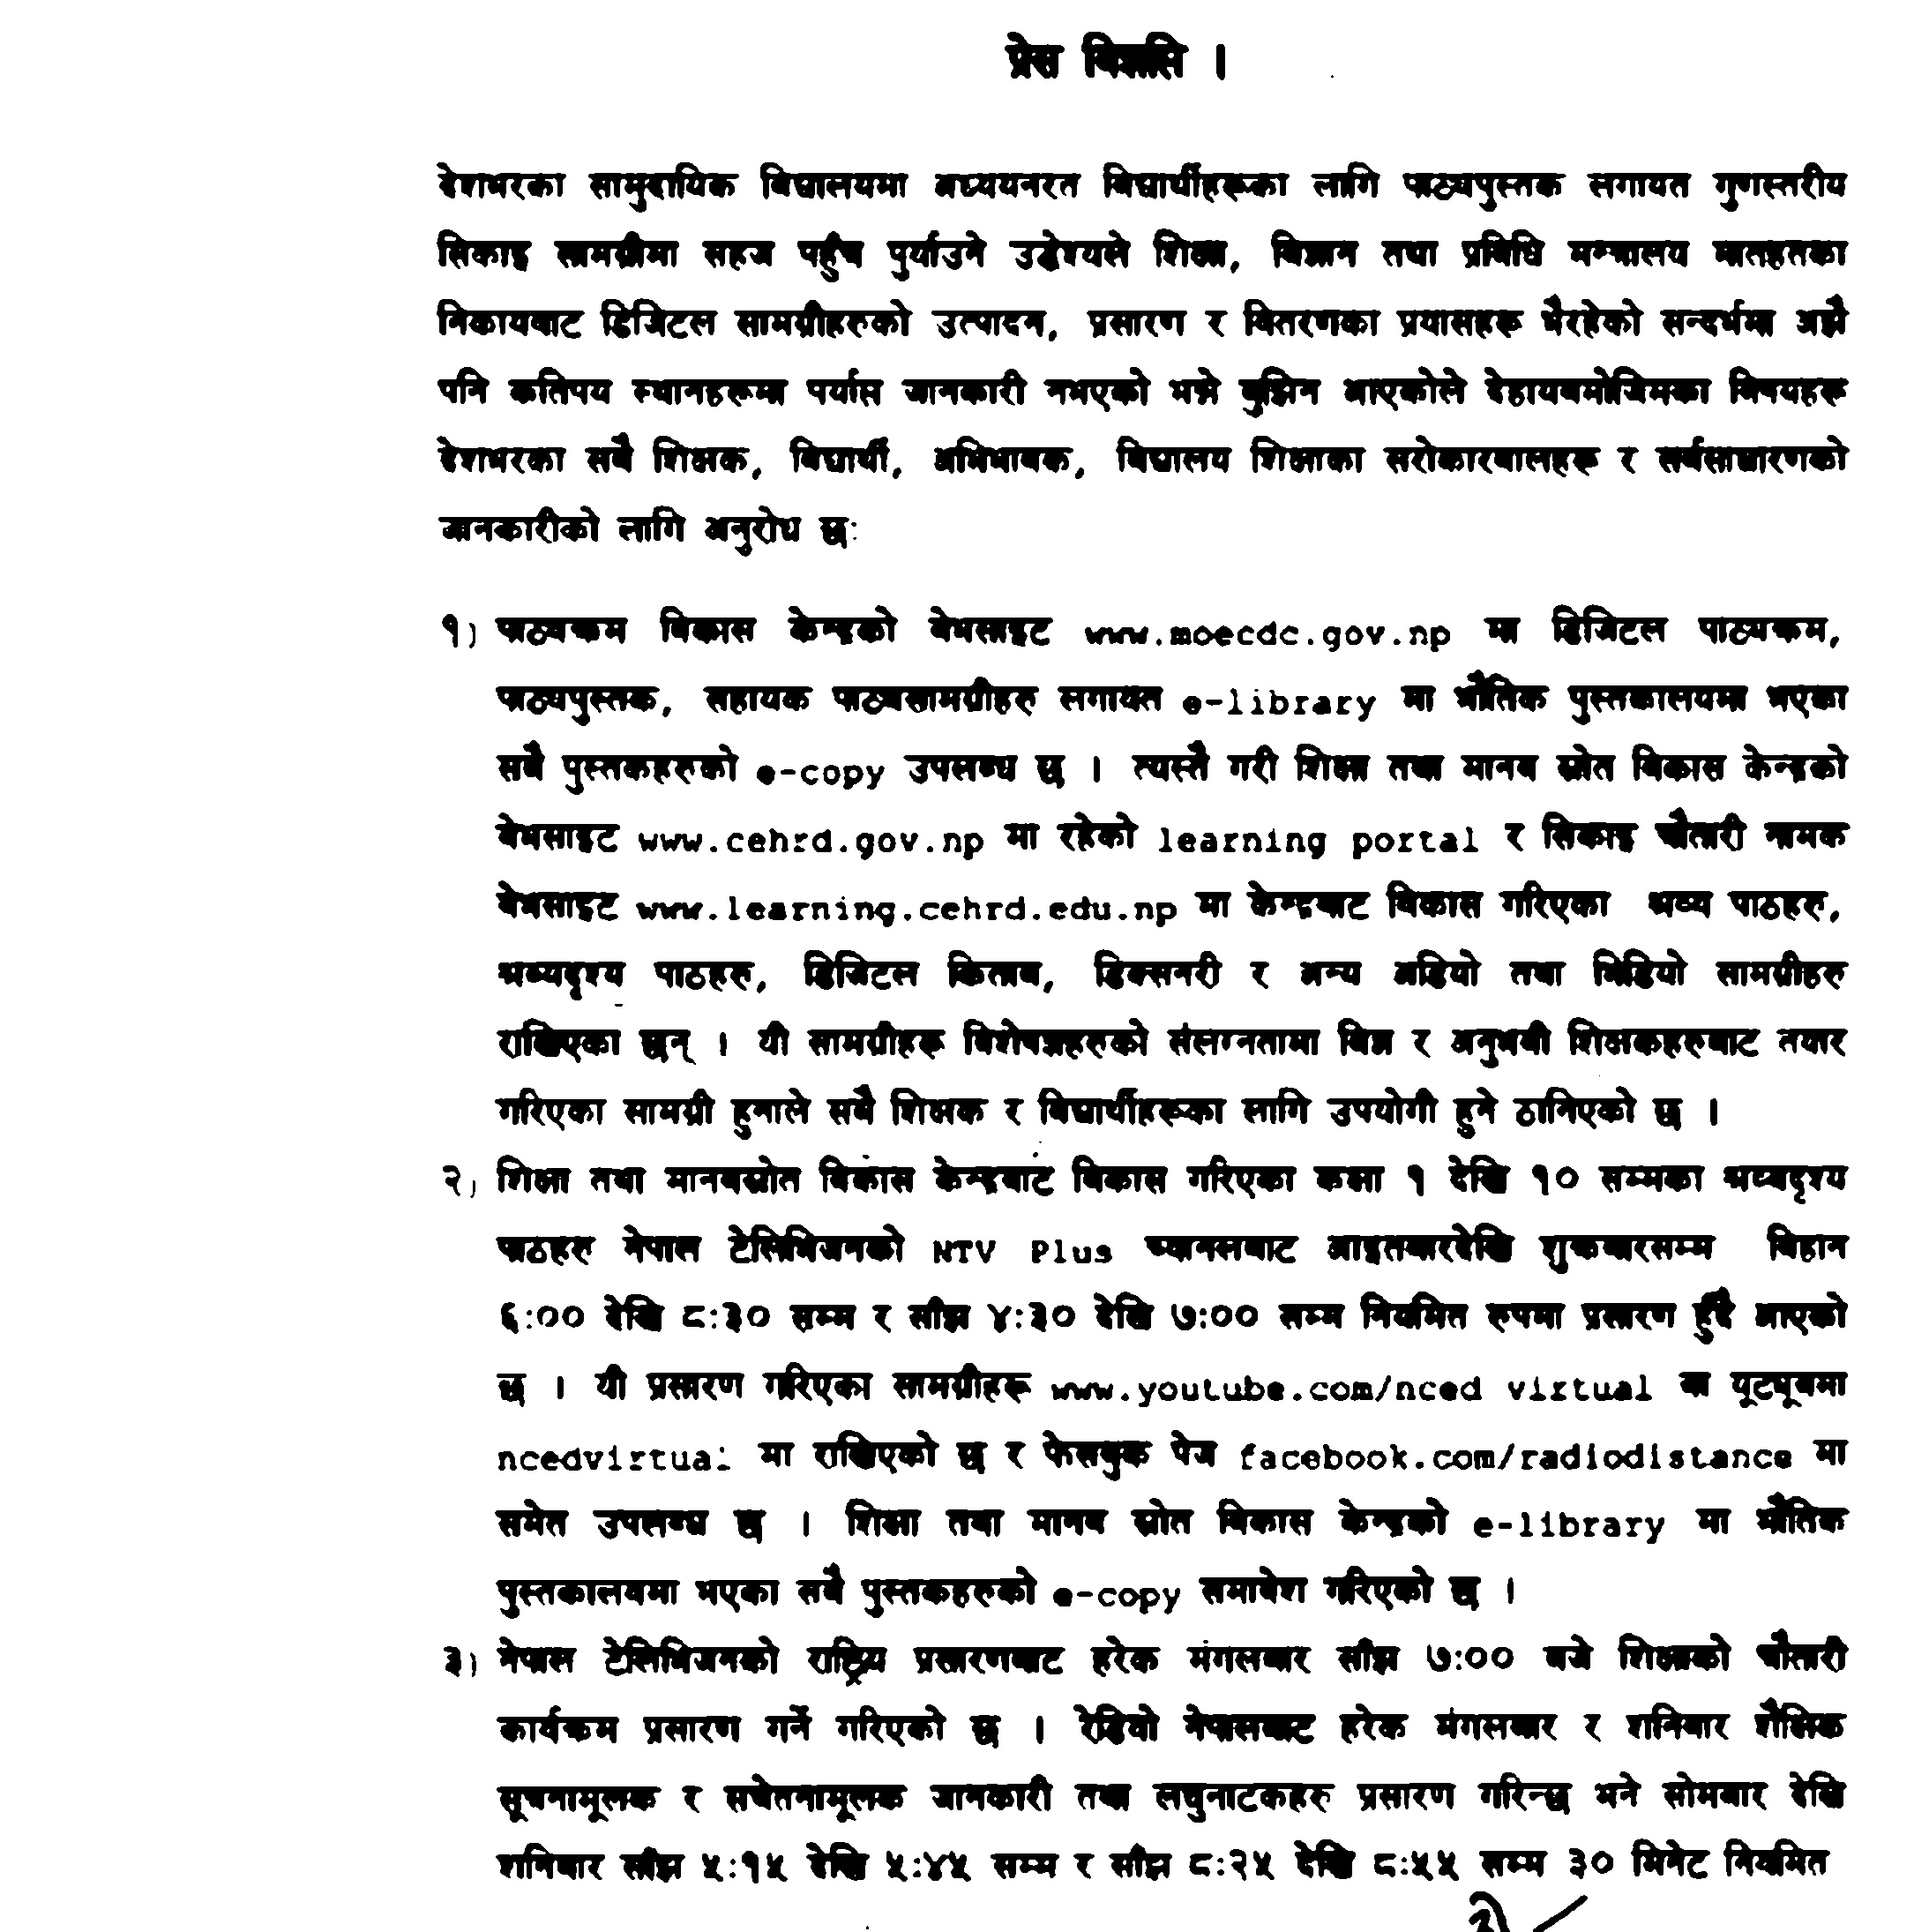 प्रेस विज्ञप्ति ।
देशभरका सामुदायिक विद्यालयमा अध्ययनरत विद्यार्थीहरूका लागि पाठ्यपुस्तक लगायत गुणस्तरीय
सिकाइ सामग्रीमा सहज पहुँच पुर्याउने उद्धेश्यले शिक्षा, विज्ञान तथा प्रविधि मन्त्रालय मातहतका
निकायबाट डिजिटल सामग्रीहरुको उत्पादन, प्रसारण र वितरणका प्रयासहरू भैरहेको सन्दर्भमा अझै
पनि कतिपय स्थानहरूमा पर्याप्त जानकारी नभएको भन्ने बुझिन आएकोले देहायबमोजिमका विषयहरू
देशभरका सबै शिक्षक, विद्यार्थी, अभिभावक, विद्यालय शिक्षाका सरोकारवालहरू र सर्वसाधारणको
जानकारीको लागि अनुरोध छः
१) पाठ्यक्रम विकास केन्द्रको वेभसाइट www.moecdc.gov.np मा डिजिटल पाठ्यक्रम,
पाठ्यपुस्तक, सहायक पाठ्यसामग्रीहरु लगायत e-library मा भौतिक पुस्तकालयमा भएका
सबै पुस्तकहरुको e-copy उपलब्ध छ । त्यस्तै गरी शिक्षा तथा मानव स्रोत विकास केन्द्रको
वेभसाइट www.cehrd.gov.np मा रहेको learning portal र सिकाइ चौतारी नामक
वेभसाइट www.learning.cehrd.edu.np मा केन्द्रबाट विकास गरिएका श्रव्य पाठहरु,
श्रव्यदृश्य पाठहरु, डिजिटल किताब, डिक्सनरी र अन्य अडियो तथा भिडियो सामग्रीहरु
राखिएका छन् । यी सामग्रीहरू विशेषज्ञहरुको संलग्नतामा विज्ञ र अनुभवी शिक्षकहरुबाट तयार
गरिएका सामग्री हुनाले सबै शिक्षक र विद्यार्थीहरूका लागि उपयोगी हुने ठानिएको छ ।
२) शिक्षा तथा मानवस्रोत विकास केन्द्रबाट विकास गरिएका कक्षा १ देखि १० सम्मका श्रव्यदृश्य
पाठहरु नेपाल टेलिभिजनको NTV Plus च्यानलबाट आइतबारदेखि शुक्रबारसम्म बिहान
६:०० देखि ८:३० सम्म र साँझ ४:३० देखि ७:०० सम्म नियमित रुपमा प्रसारण हुँदै आएको
छ । यी प्रसारण गरिएका सामग्रीहरू www.youtube.com/nced virtual वा यूट्यूबमा
ncedvirtual मा राखिएको छ र फेसबुक पेज facebook.com/radiodistance मा
समेत उपलब्ध छ । शिक्षा तथा मानव स्रोत विकास केन्द्रको e-library मा भौतिक
पुस्तकालयमा भएका सबै पुस्तकहरुको e-copy समावेश गरिएको छ ।
३) नेपाल टेलिभिजनको राष्ट्रिय प्रसारणबाट हरेक मंगलबार साँझ ७:०० बजे शिक्षाको चौतारी
कार्यक्रम प्रसारण गर्ने गरिएको छ । रेडियो नेपालबाट हरेक मंगलबार र शनिबार शैक्षिक
सूचनामूलक र सचेतनामूलक जानकारी तथा लघुनाटकहरु प्रसारण गरिन्छ भने सोमबार देखि
शनिबार साँझ ५:१५ देखि ५:४५ सम्म र साँझ ८:२५ देखि ८:५५ सम्म ३० मिनेट नियमित